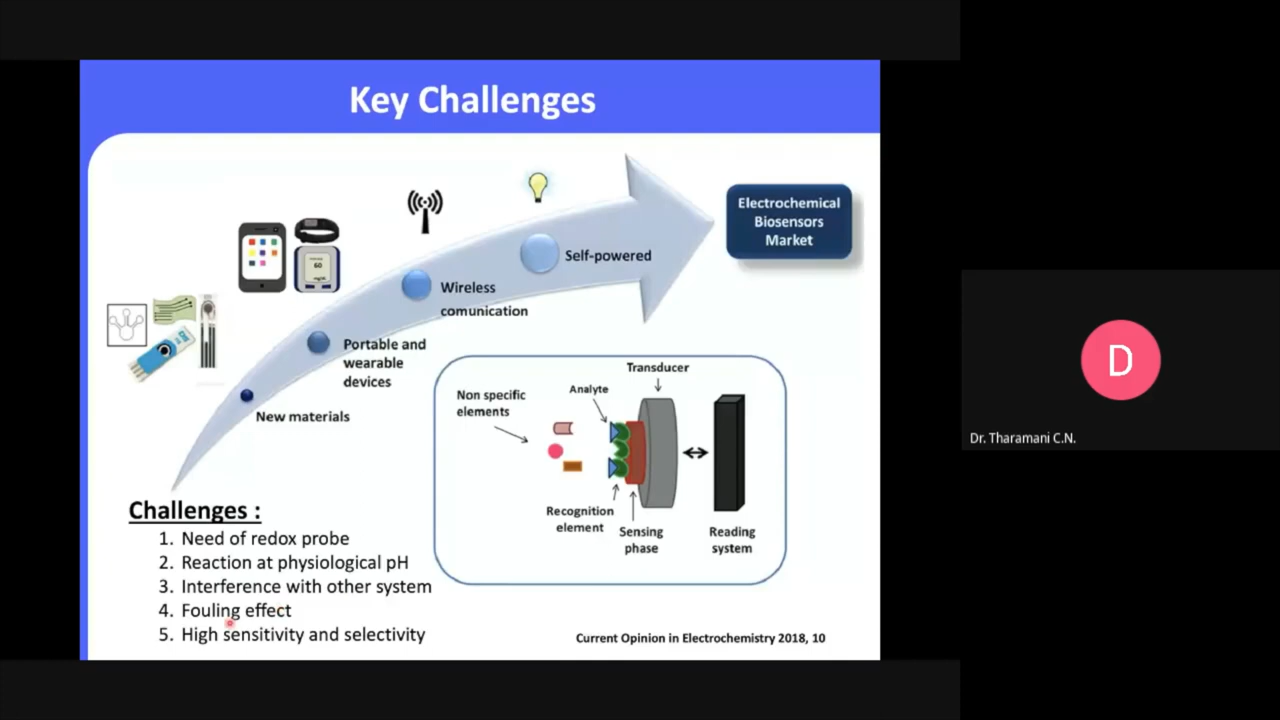 Key Challenges
Electrochemical
Biosensors
Market
Self-powered
Wireless
comunication
Portable and
wearable
devices
New materials
60
mg/dL
Transducer
Analyte
Non specific
elements
Recognition
element
Sensing
phase
Reading
system
Challenges :
1. Need of redox probe
2. Reaction at physiological pH
3. Interference with other system
4. Fouling effect
5. High sensitivity and selectivity
Current Opinion in Electrochemistry 2018, 10
D
Dr. Tharamani C.N.